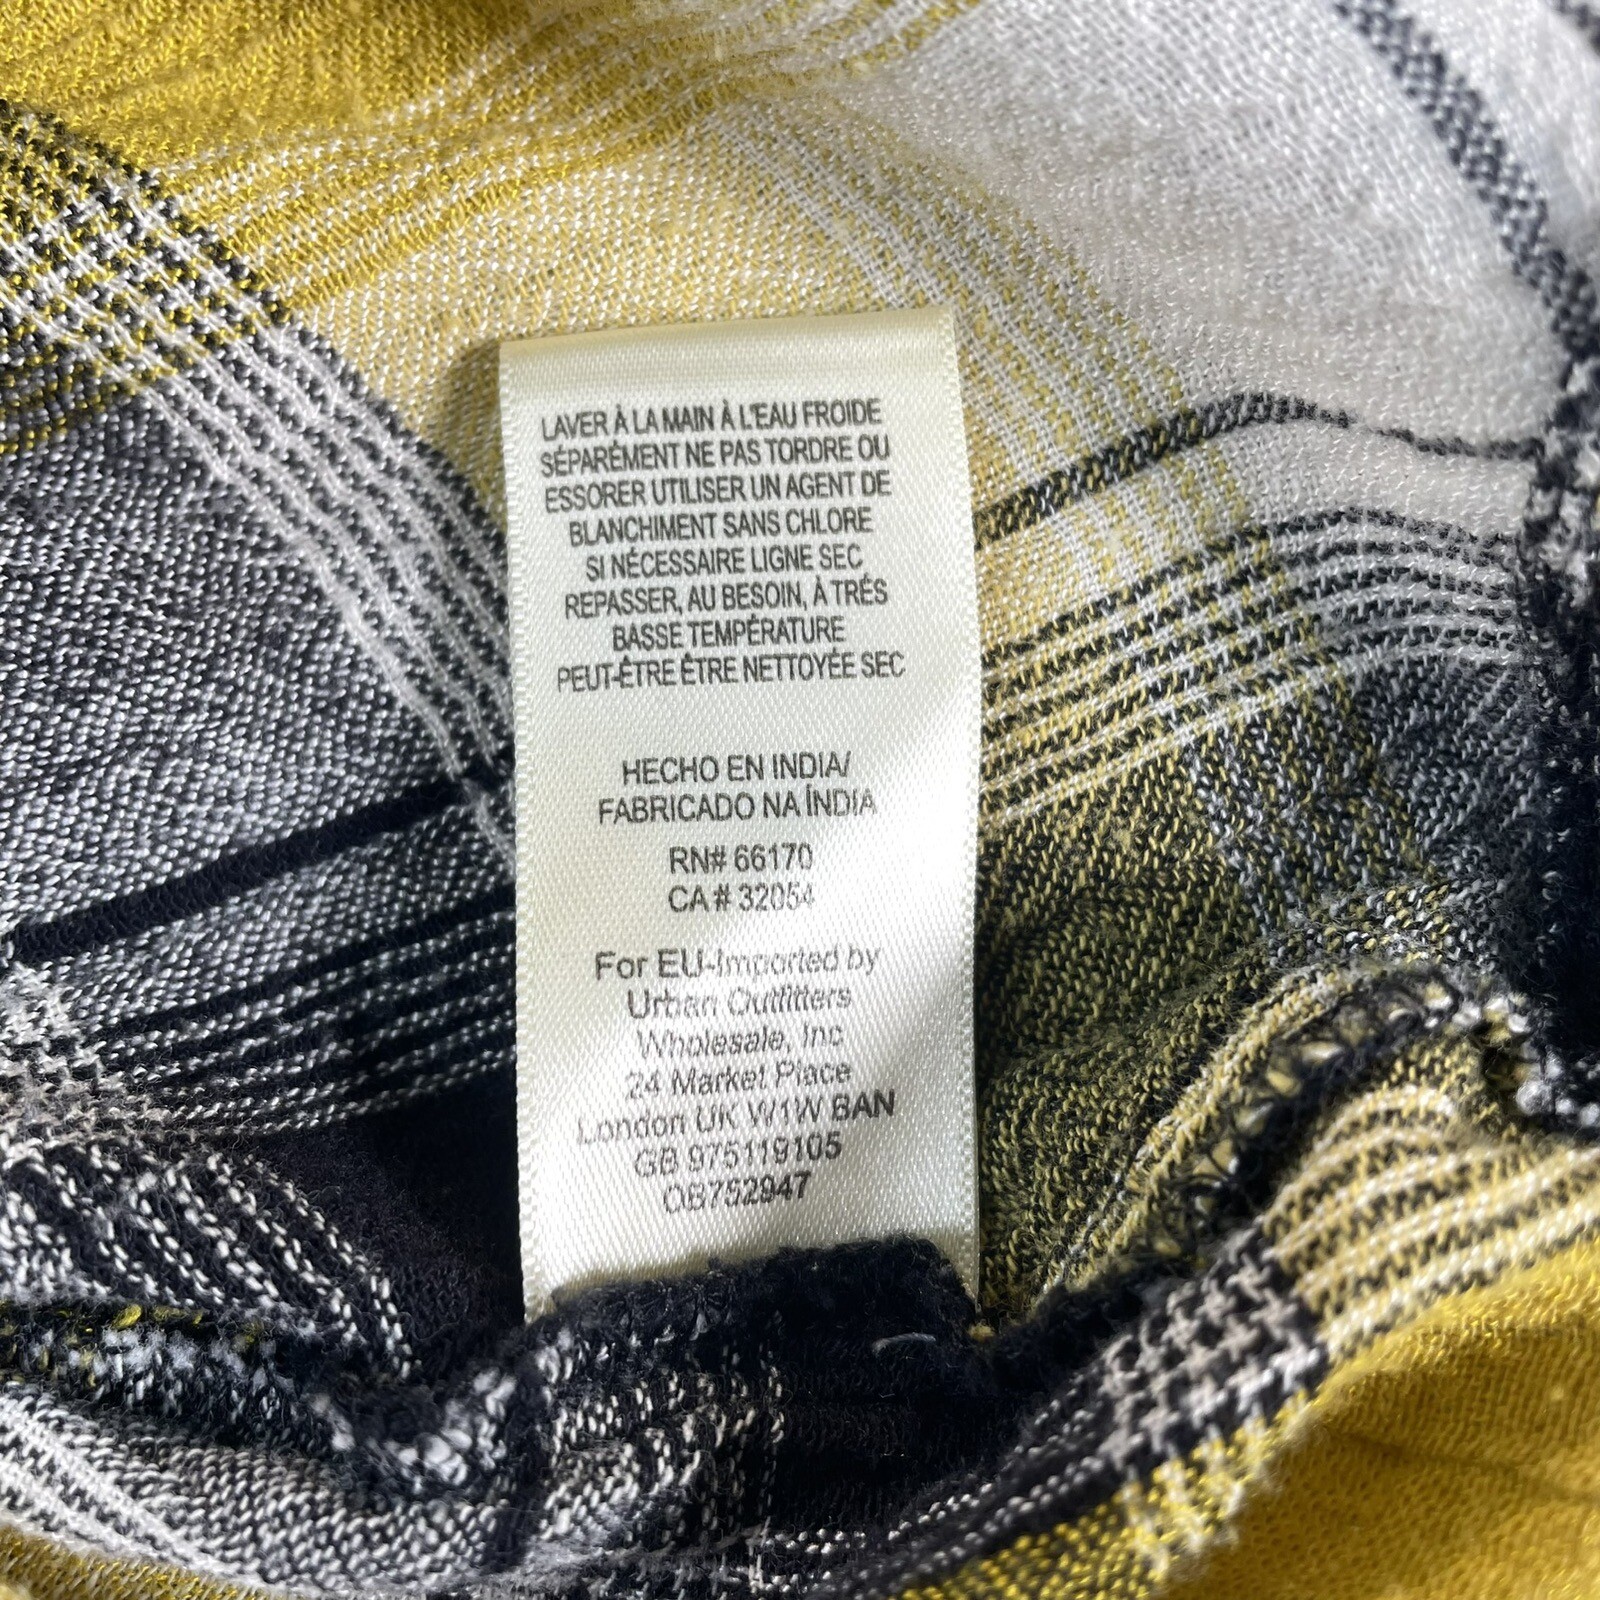 LAVER À LA MAIN À L'EAU FROIDE
SÉPARÉMENT NE PAS TORDRE OU
ESSORER UTILISER UN AGENT DE
BLANCHIMENT SANS CHLORE
SI NÉCESSAIRE LIGNE SEC
REPASSER, AU BESOIN, À TRÉS
BASSE TEMPÉRATURE
PEUT-ÊTRE ÊTRE NETTOYÉE SEC
HECHO EN INDIA/
FABRICADO NA ÍNDIA
RN# 66170
CA # 32054
For EU-Imported by
Urban Outfitters
Wholesale, Inc
24 Market Place
London UK W1W 8AN
GB 975119105
OB752947